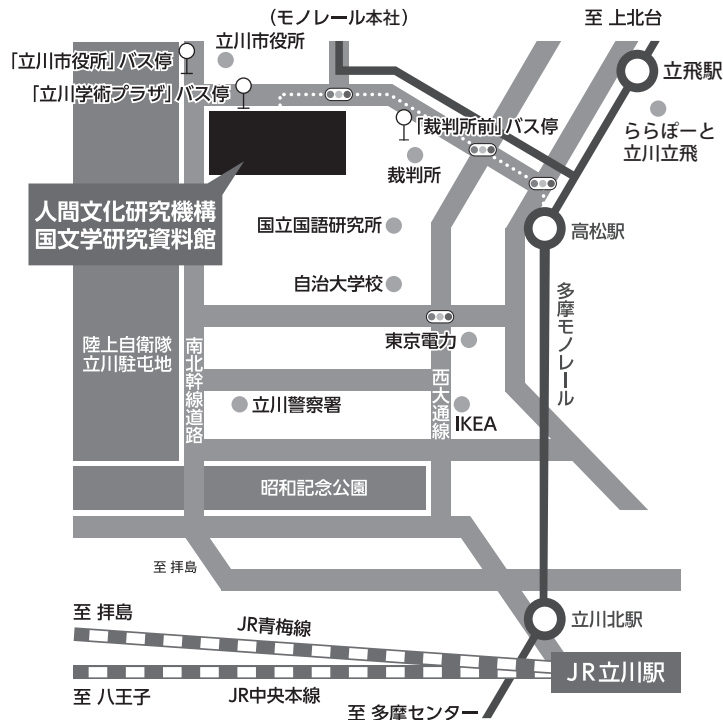 （モノレール本社）
至 上北台
立川市役所
「立川市役所」バス停
立飛駅
「立川学術プラザ」バス停
「裁判所前」バス停
ららぽーと
立川立飛
裁判所
人間文化研究機構
国文学研究資料館
国立国語研究所
高松駅
自治大学校
多摩モノレール
陸上自衛隊
立川駐屯地
南北幹線道路
東京電力
西大通線
立川警察署
IKEA
昭和記念公園
至 拝島
至 拝島
JR青梅線
立川北駅
JR立川駅
至 八王子
JR中央本線
至 多摩センター